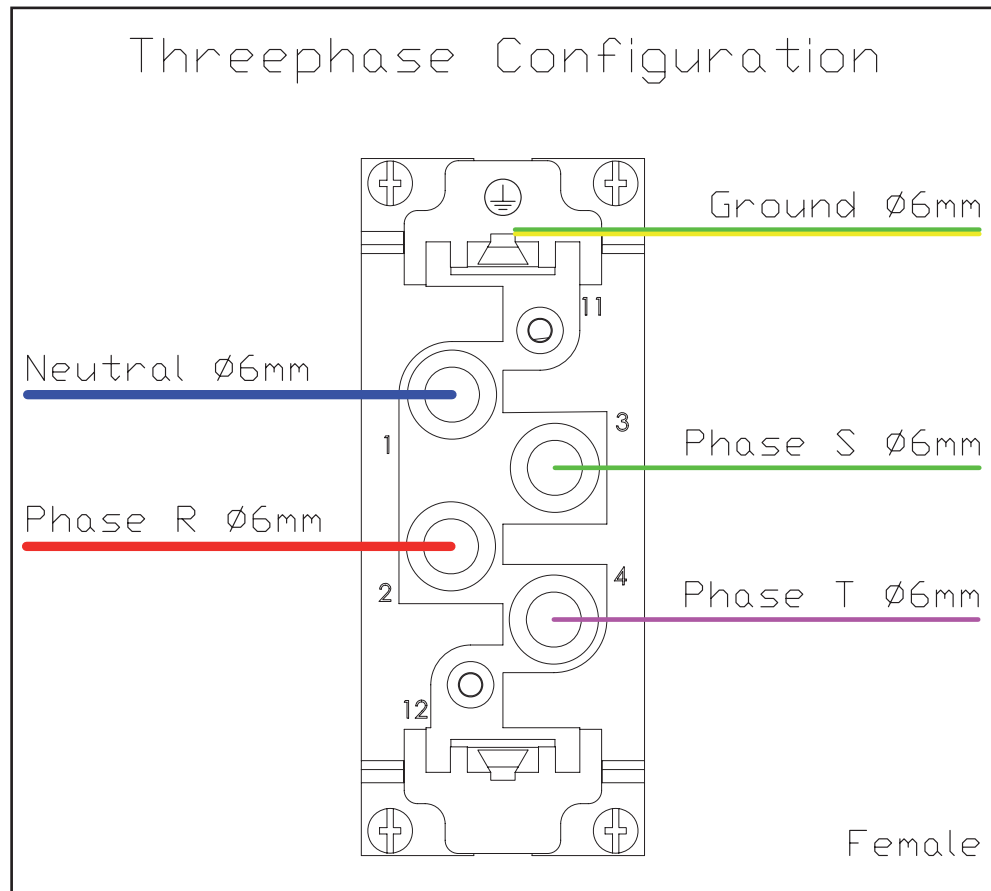 Threephase Configuration
Ground Ø6mm
11
Neutral Ø6mm
3
1
Phase S Ø6mm
Phase R Ø6mm
4
2
Phase T Ø6mm
12
Female